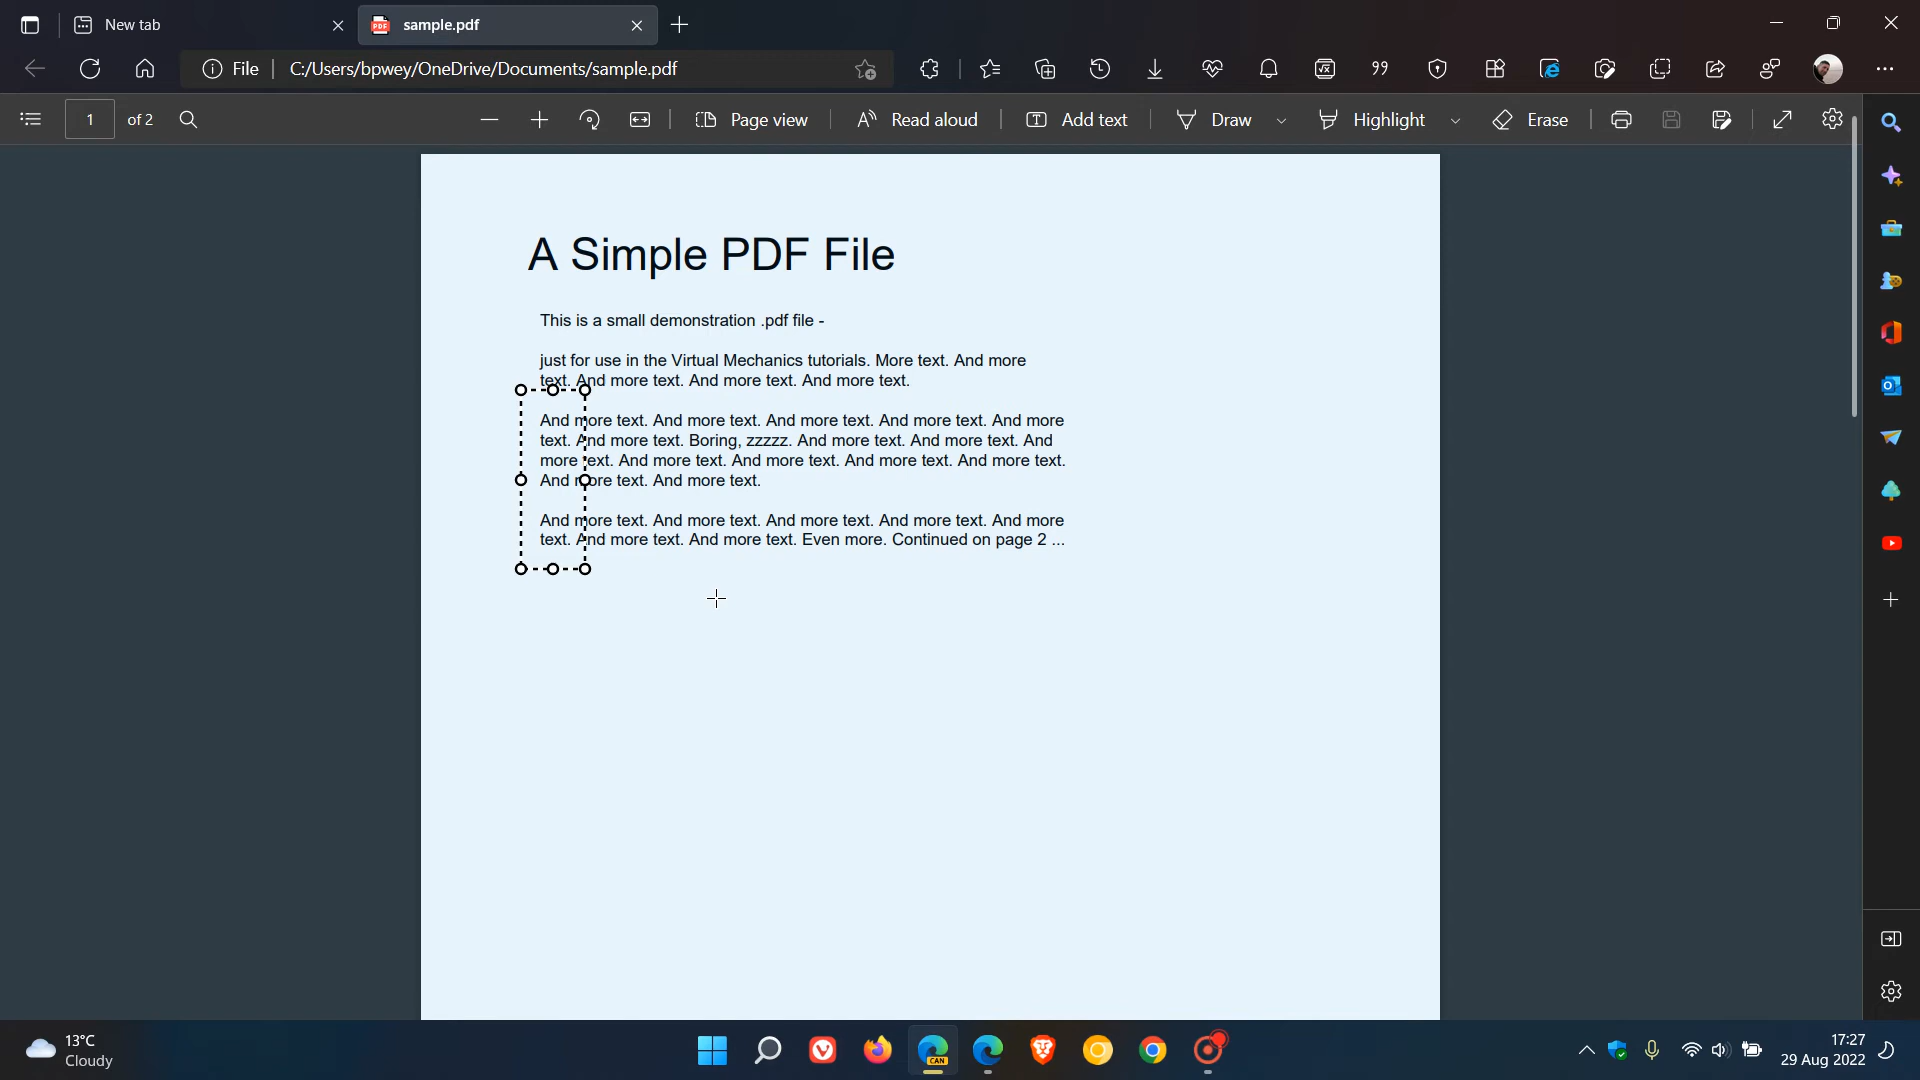 New tab
sample.pdf
File
C:/Users/bpwey/OneDrive/Documents/sample.pdf
1 of 2
Page view
Read aloud
Add text
Draw
Highlight
Erase
A Simple PDF File
This is a small demonstration .pdf file -
just for use in the Virtual Mechanics tutorials. More text. And more
text. And more text. And more text. And more text.
And more text. And more text. And more text. And more text. And more
text. And more text. Boring, zzzzz. And more text. And more text. And
more text. And more text. And more text. And more text. And more text.
And more text. And more text.
And more text. And more text. And more text. And more text. And more
text. And more text. And more text. Even more. Continued on page 2 ...
13°C
Cloudy
CAN
17:27
29 Aug 2022